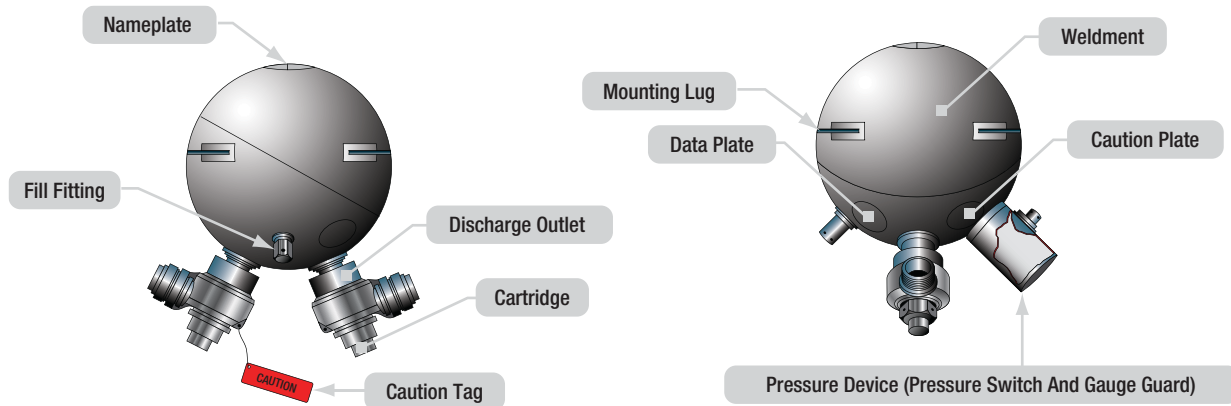 Nameplate
Fill Fitting
Discharge Outlet
Cartridge
CAUTION
Caution Tag
Weldment
Mounting Lug
Data Plate
Caution Plate
Pressure Device (Pressure Switch And Gauge Guard)